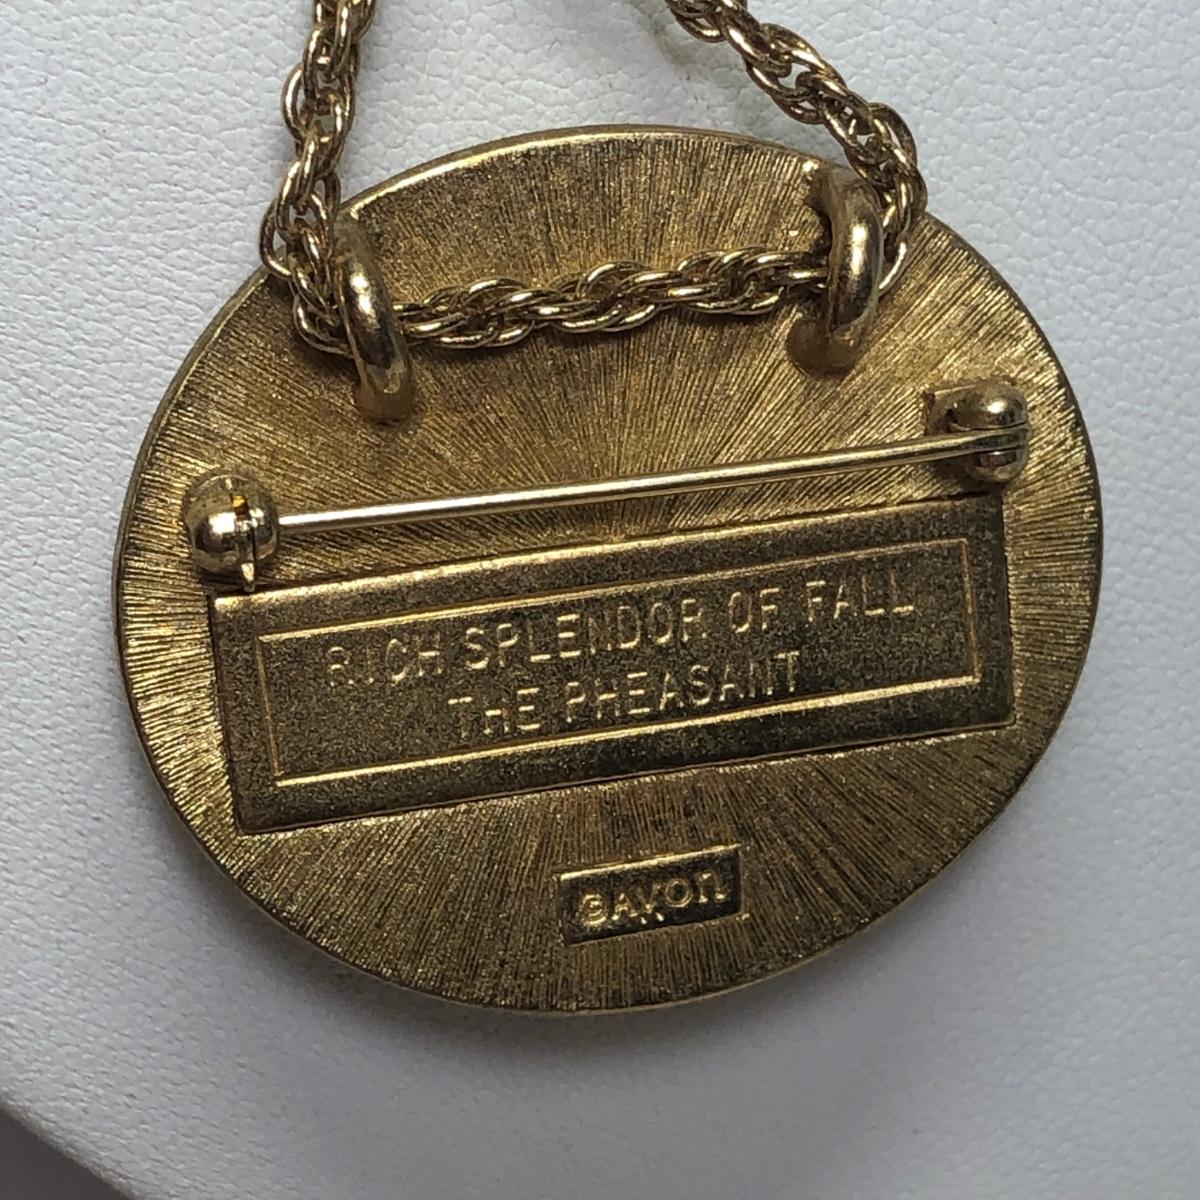 RICH SPLENDOR OF FALL
THE PHEASANT
©AVON